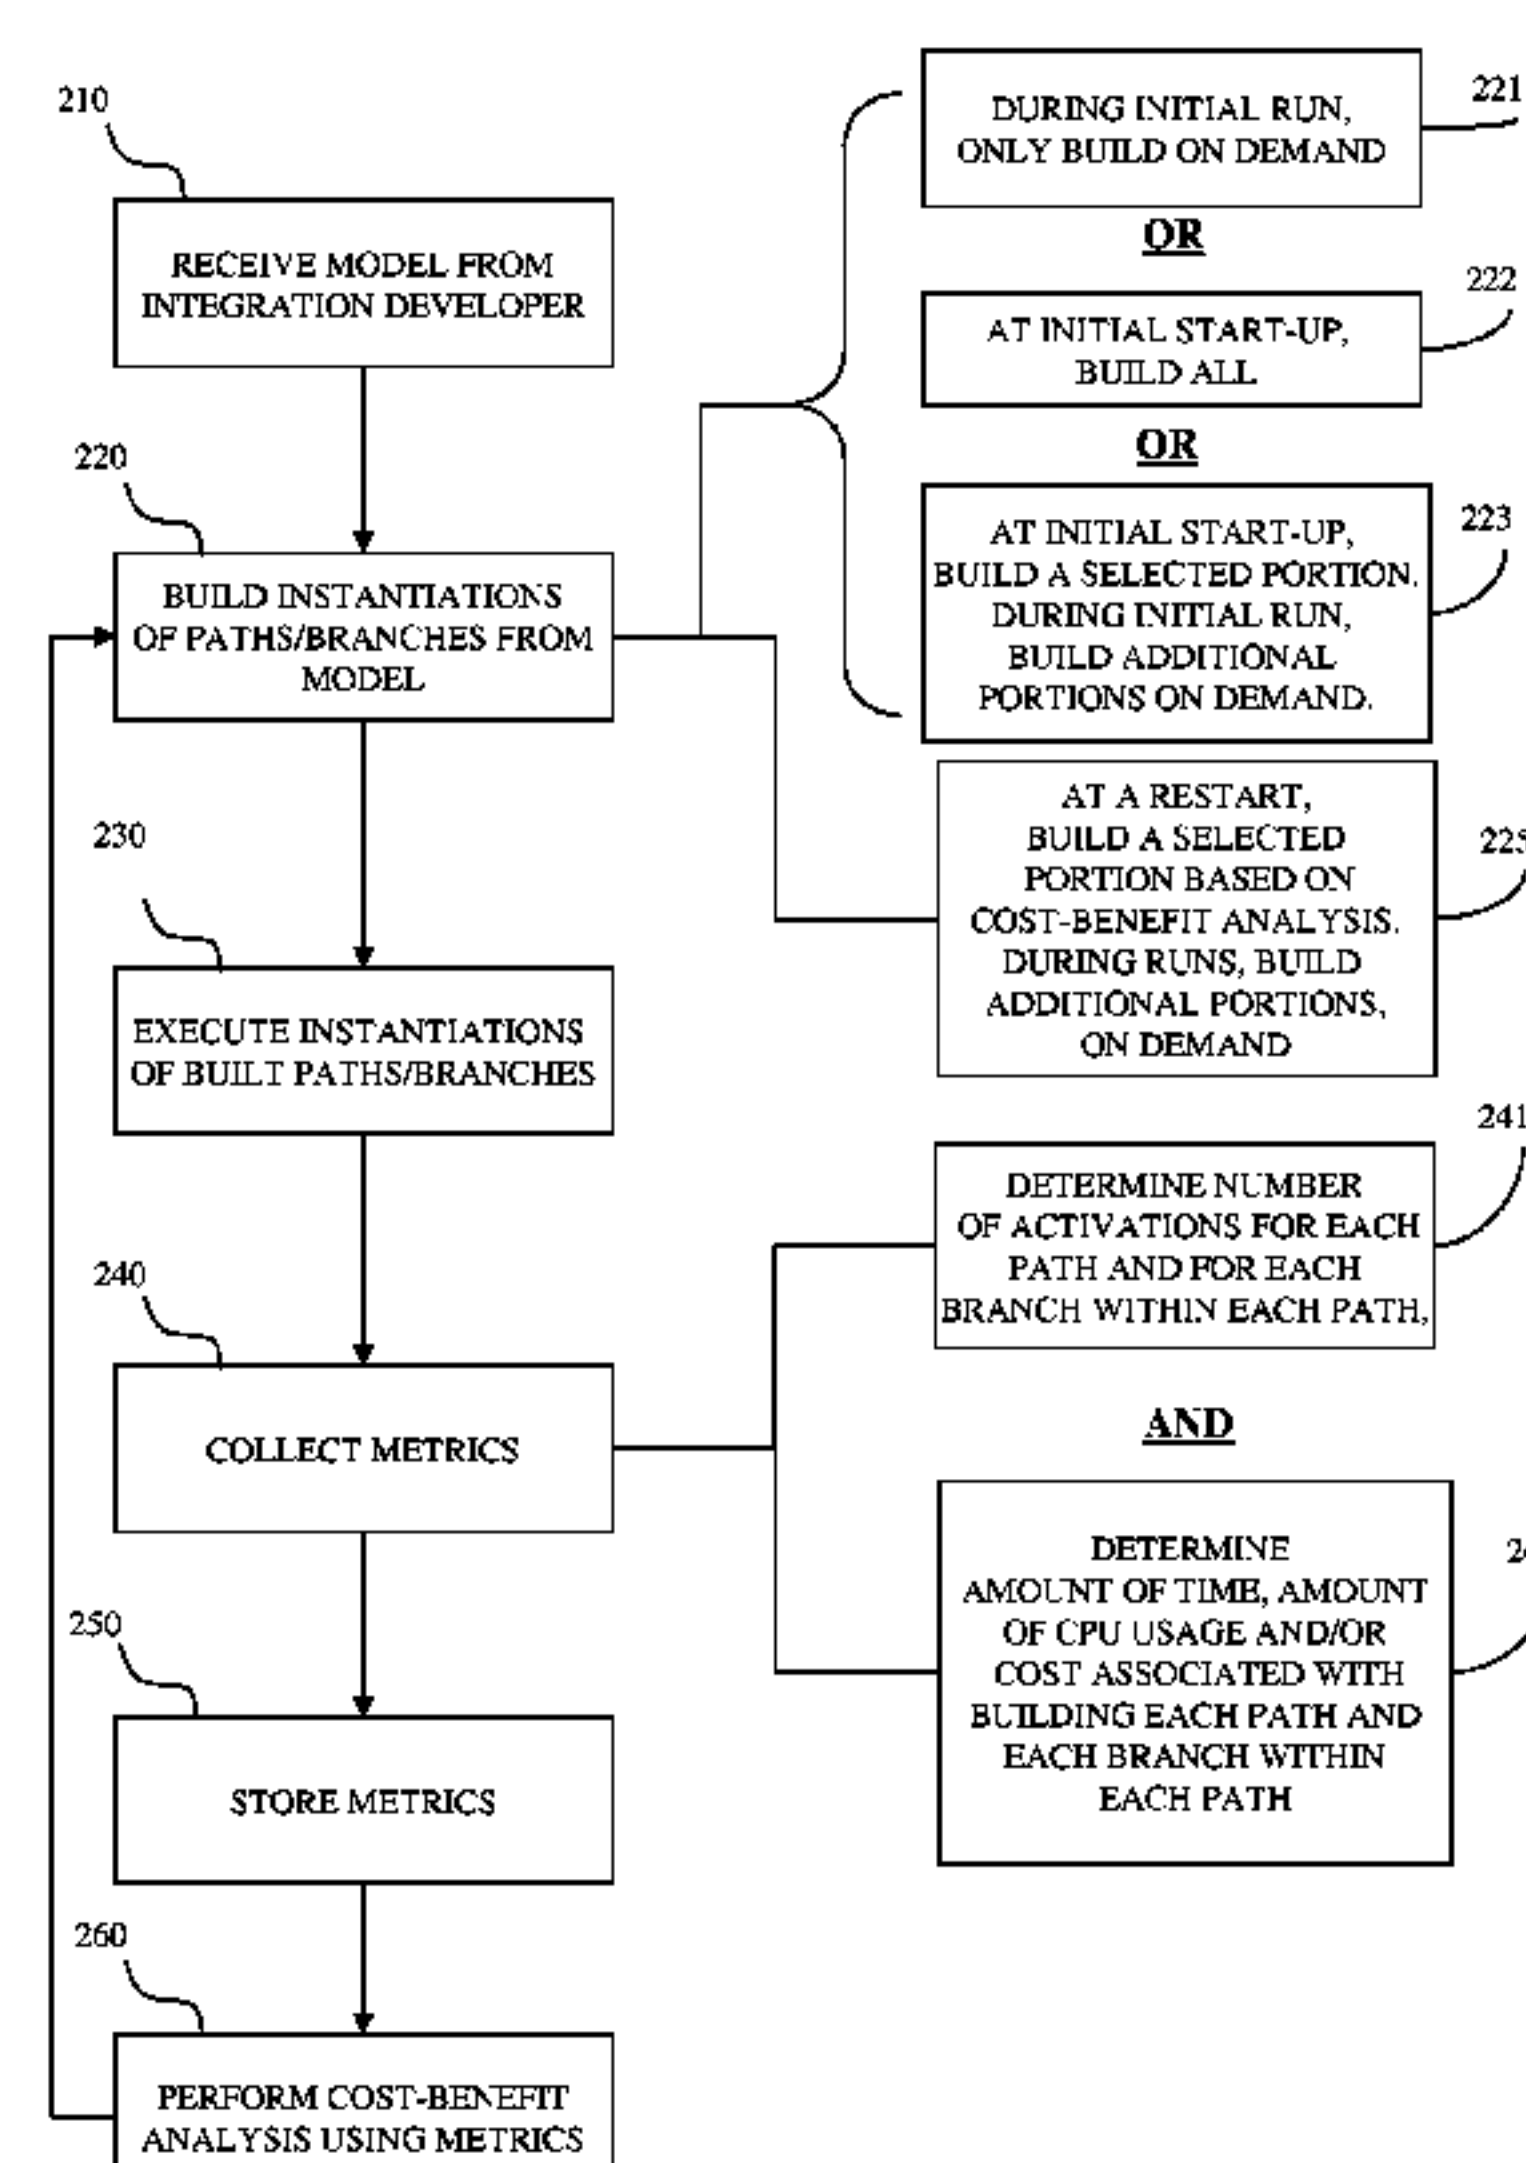 210
RECEIVE MODEL FROM
INTEGRATION DEVELOPER
220
BUILD INSTANTIATIONS
OF PATHS/BRANCHES FROM
MODEL
221
DURING INITIAL RUN,
ONLY BUILD ON DEMAND
OR
222
AT INITIAL START-UP,
BUILD ALL
OR
223
AT INITIAL START-UP,
BUILD A SELECTED PORTION.
DURING INITIAL RUN,
BUILD ADDITIONAL
PORTIONS ON DEMAND.
225
AT A RESTART,
BUILD A SELECTED
PORTION BASED ON
COST-BENEFIT ANALYSIS.
DURING RUNS, BUILD
ADDITIONAL PORTIONS,
ON DEMAND
230
EXECUTE INSTANTIATIONS
OF BUILT PATHS/BRANCHES
240
COLLECT METRICS
241
DETERMINE NUMBER
OF ACTIVATIONS FOR EACH
PATH AND FOR EACH
BRANCH WITHIN EACH PATH,
AND
DETERMINE
AMOUNT OF TIME, AMOUNT
OF CPU USAGE AND/OR
COST ASSOCIATED WITH
BUILDING EACH PATH AND
EACH BRANCH WITHIN
EACH PATH
250
STORE METRICS
260
PERFORM COST-BENEFIT
ANALYSIS USING METRICS